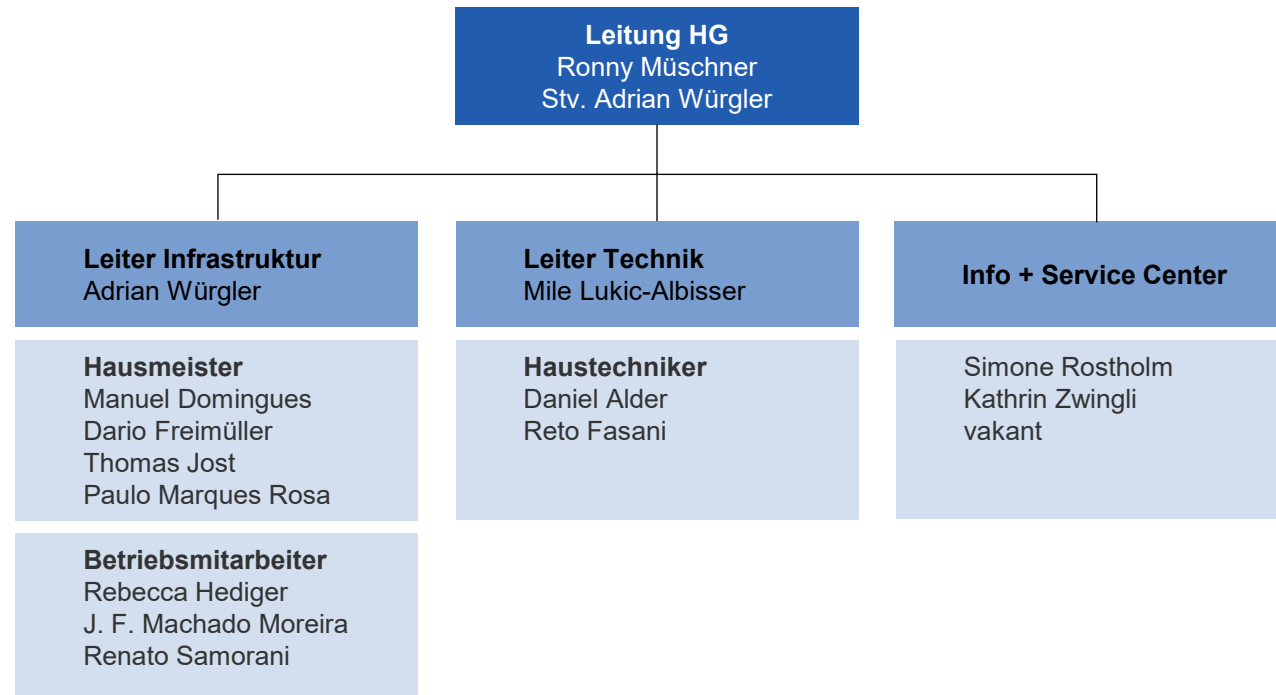 Leitung HG
Ronny Müschner
Stv. Adrian Würgler
Leiter Infrastruktur
Adrian Würgler
Hausmeister
Manuel Domingues
Dario Freimüller
Thomas Jost
Paulo Marques Rosa
Betriebsmitarbeiter
Rebecca Hediger
J. F. Machado Moreira
Renato Samorani
Leiter Technik
Mile Lukic-Albisser
Haustechniker
Daniel Alder
Reto Fasani
Info + Service Center
Simone Rostholm
Kathrin Zwingli
vakant